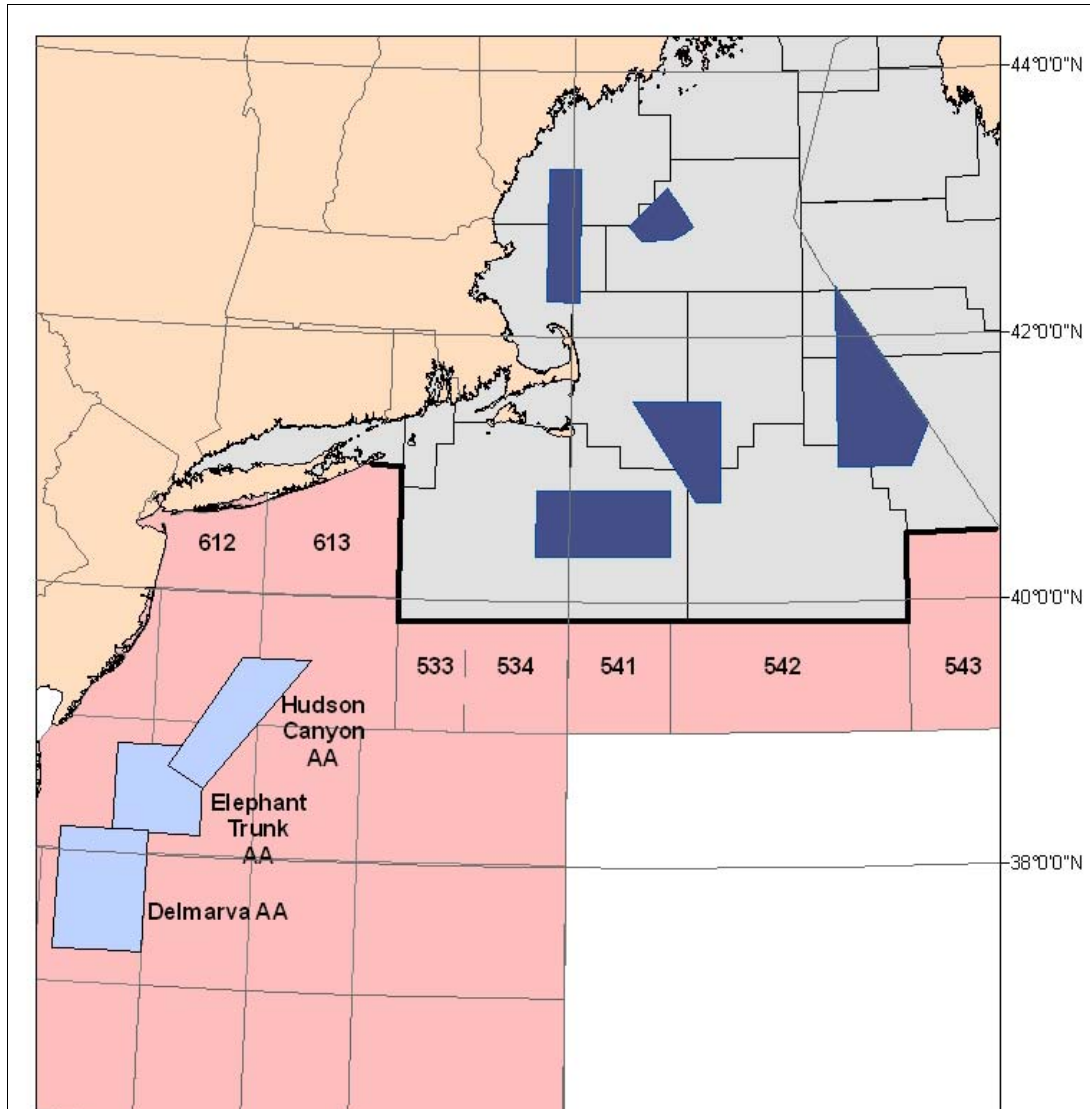 44°0'0"N
42°0'0"N
612
613
40°0'0"N
533
534
541
542
543
Hudson
Canyon
AA
Elephant
Trunk
AA
38°0'0"N
Delmarva AA